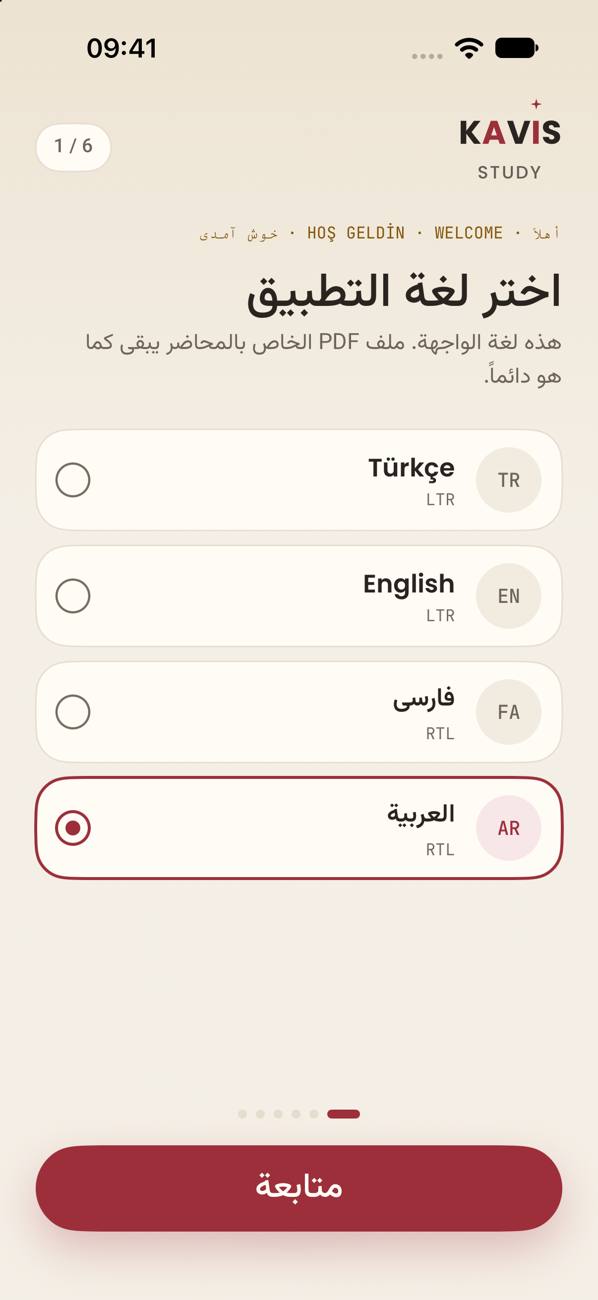 09:41
KAVIS
STUDY
1 / 6
أهلاً · HOŞ GELDİN · WELCOME · خوش آمدی
اختر لغة التطبيق
هذه لغة الواجهة. ملف PDF الخاص بالمحاضر يبقى كما
هو دائماً.
TR
Türkçe
LTR
EN
English
LTR
FA
فارسی
RTL
AR
العربية
RTL
متابعة